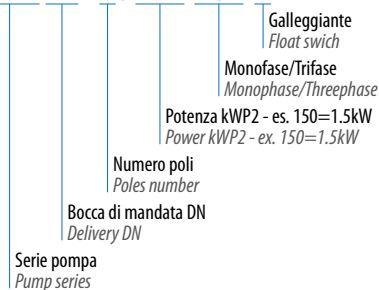 Galleggiante
Float swich
Monofase/Trifase
Monophase/Threephase
Potenza kWP2 - es. 150=1.5kW
Power kWP2 - ex. 150=1.5kW
Numero poli
Poles number
Bocca di mandata DN
Delivery DN
Serie pompa
Pump series